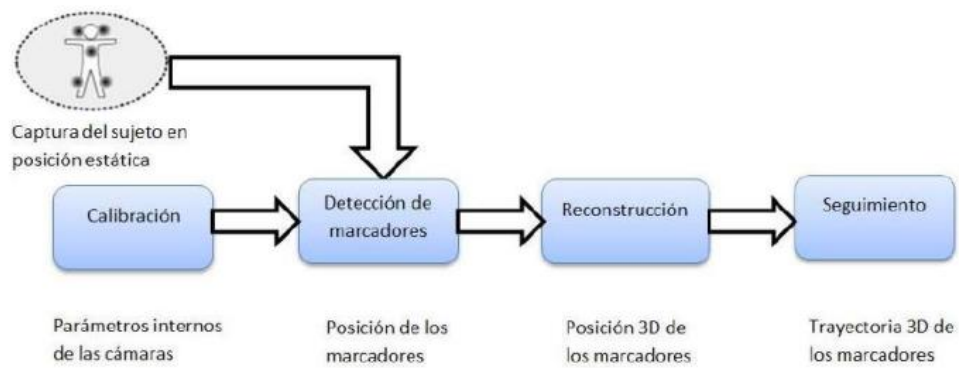 Captura del sujeto en
posición estática
Calibración
Detección de
marcadores
Reconstrucción
Seguimiento
Parámetros internos
de las cámaras
Posición de los
marcadores
Posición 3D de
los marcadores
Trayectoria 3D de
los marcadores